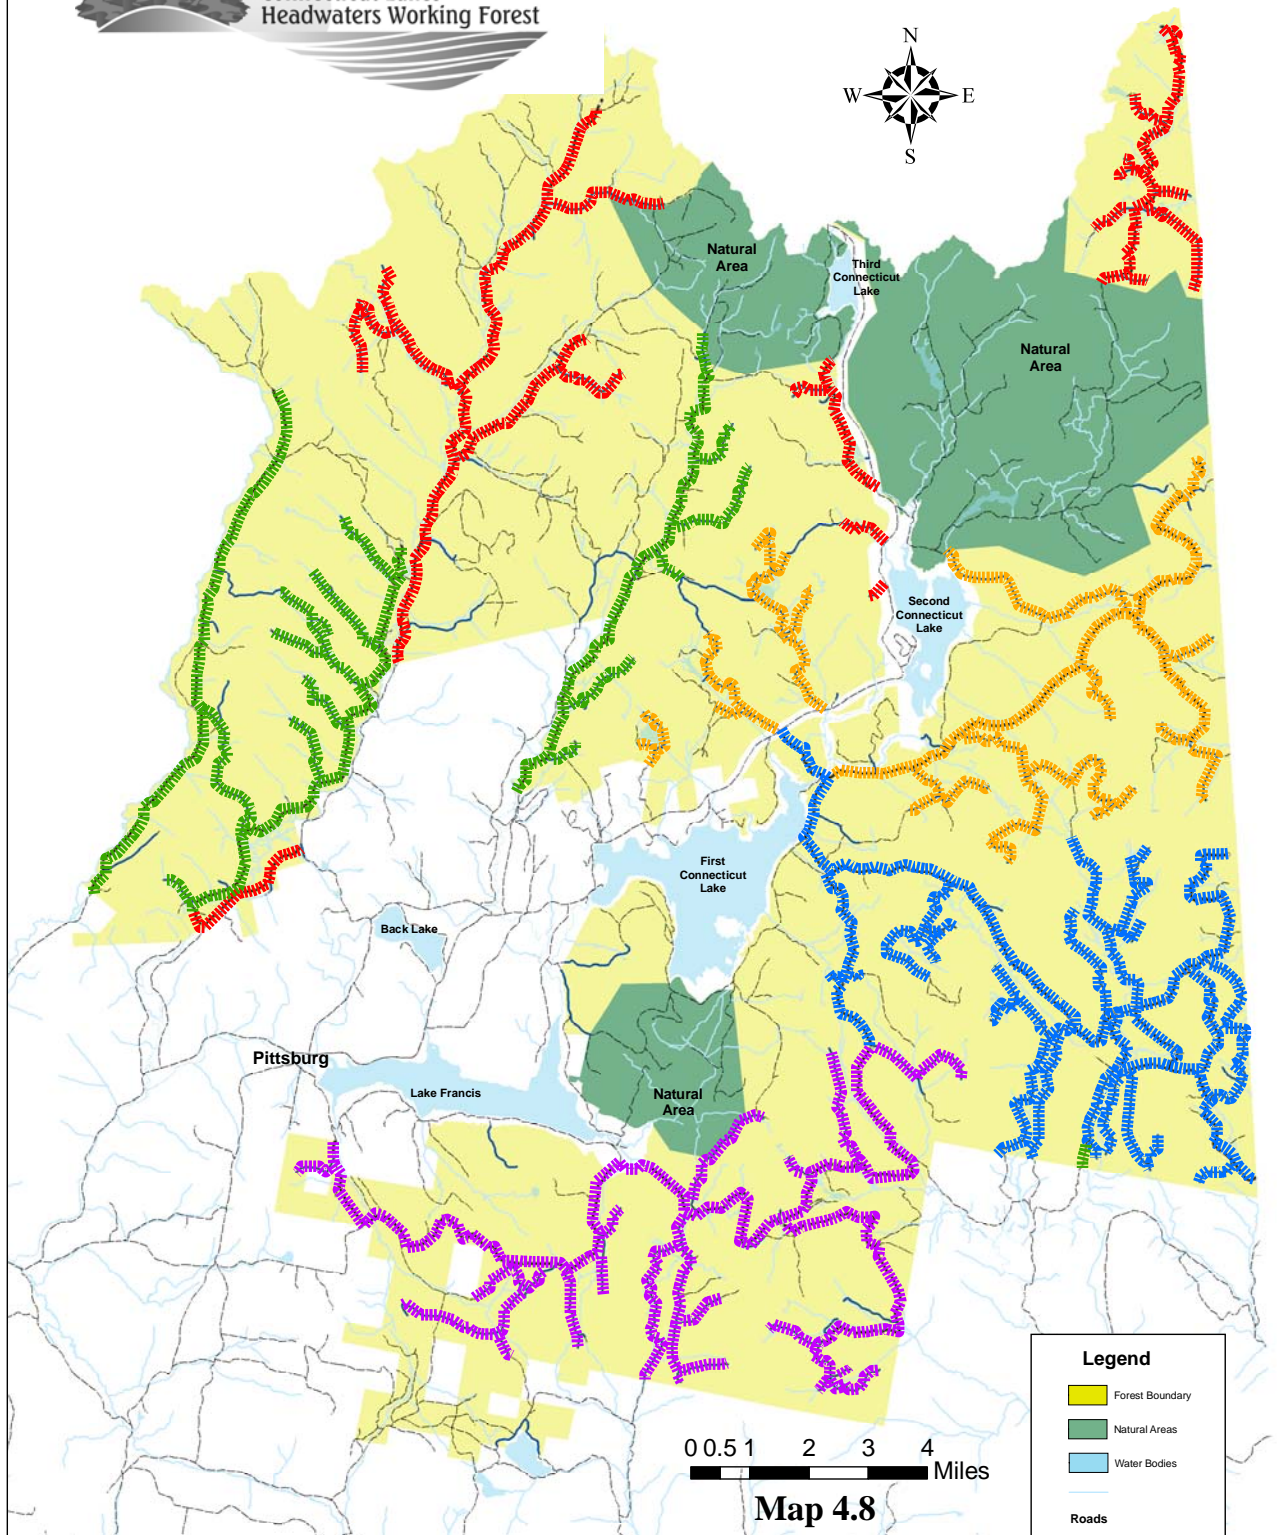 Headwaters Working Forest
N
W
E
S
Natural
Area
Third
Connecticut
Lake
Natural
Area
Second
Connecticut
Lake
First
Connecticut
Lake
Back Lake
Pittsburg
Lake Francis
Natural
Area
Legend
Forest Boundary
Natural Areas
Water Bodies
Roads
0 0.5 1 2 3 4
Miles
Map 4.8